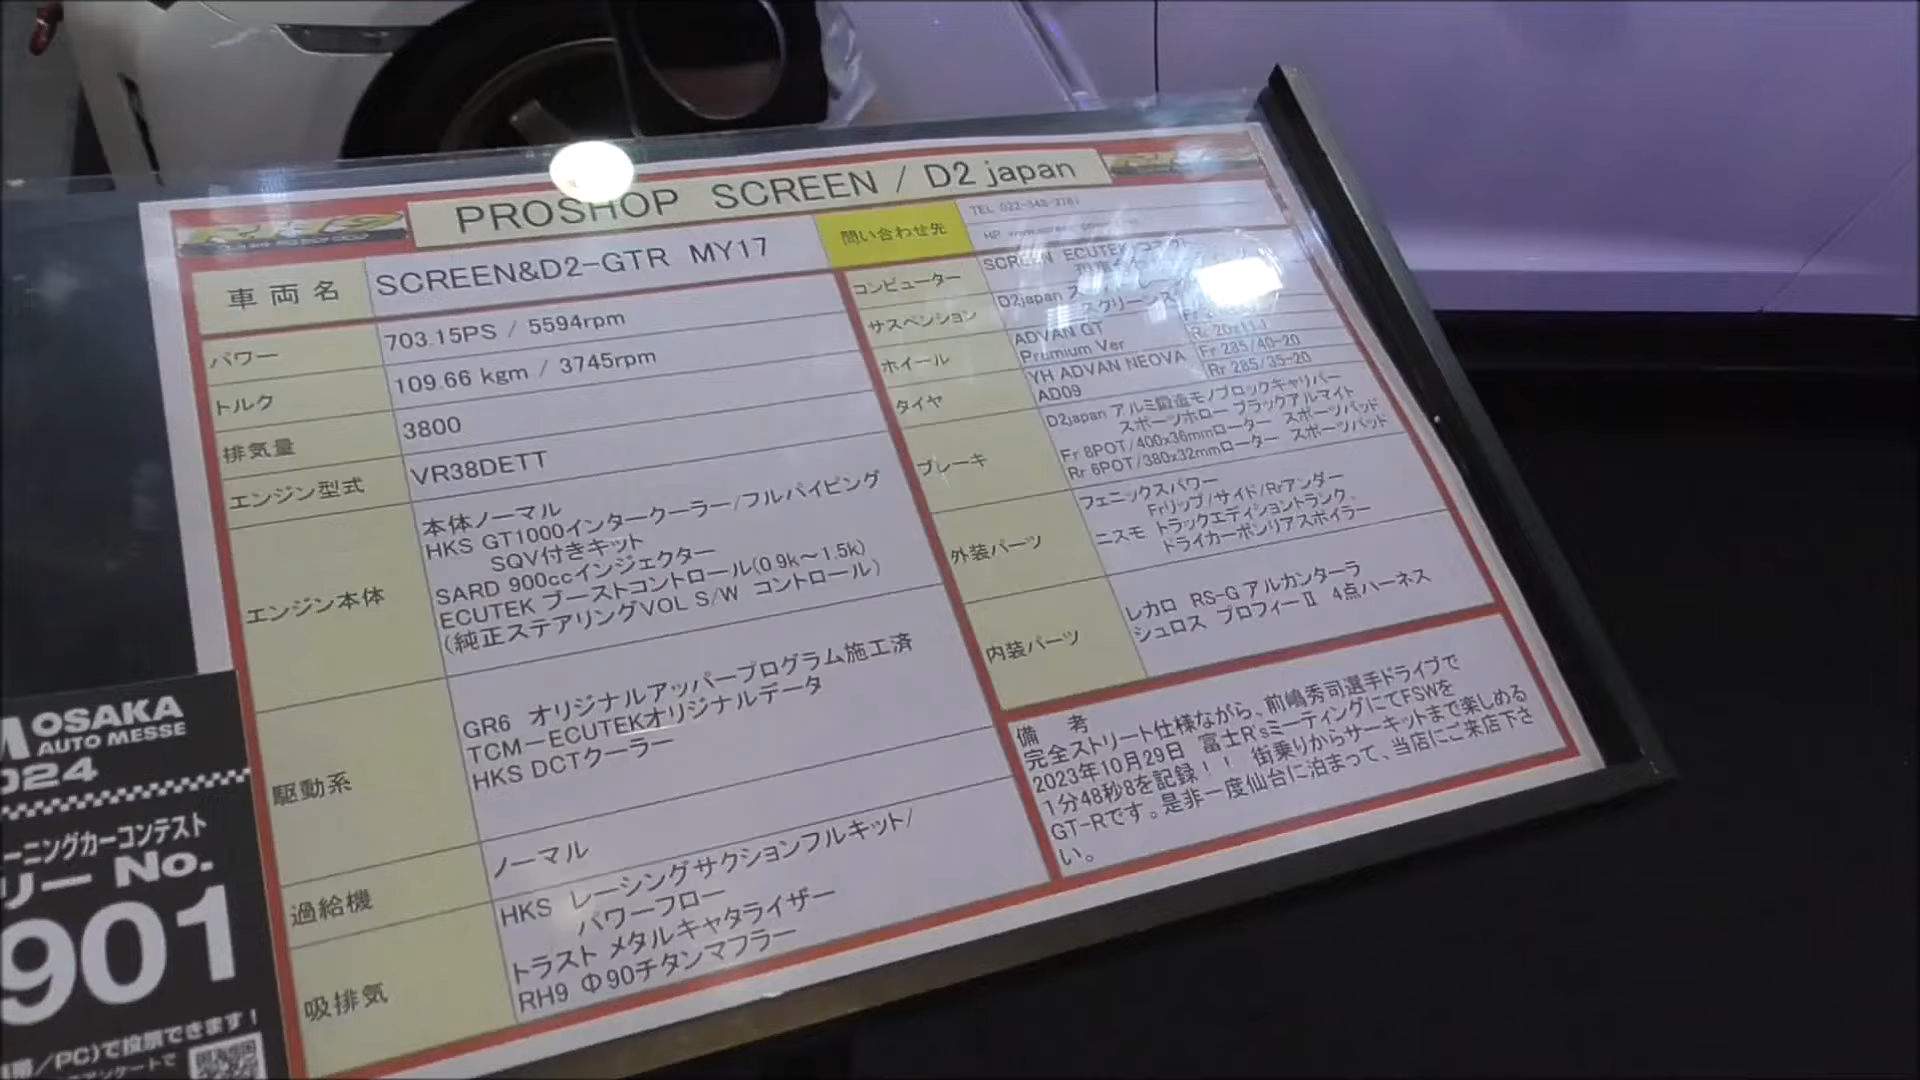 PROSHOP SCREEN / D2 japan
車両名 SCREEN&D2-GTR MY17
パワー 703.15PS / 5594rpm
トルク 109.66 kgm / 3745rpm
排気量 3800
エンジン型式 VR38DETT
エンジン本体
本体ノーマル
HKS GT1000インタークーラー/フルパイピング
SQV付きキット
SARD 900ccインジェクター
ECUTEK ブーストコントロール(0.9k～1.5k)
(純正ステアリングVOL S/W コントロール)
駆動系
GR6 オリジナルアッパープログラム施工済
TCM－ECUTEKオリジナルデータ
HKS DCTクーラー
過給機 ノーマル
吸排気
HKS レーシングサクションフルキット/
パワーフロー
トラスト メタルキャタライザー
RH9 Φ90チタンマフラー
問い合わせ先
TEL 022-348-3781
コンピューター SCREEN ECUTEK
サスペンション D2japan
ホイール
ADVAN GT
Prumium Ver
タイヤ
YH ADVAN NEOVA
AD09
Fr 285/40-20
Rr 285/35-20
ブレーキ
D2japan アルミ鍛造モノブロックキャリパー
スポーツホロー ブラックアルマイト
Fr 8POT/400x36mmローター スポーツパッド
Rr 6POT/380x32mmローター スポーツパッド
外装パーツ
フェニックスパワー
Frリップ/サイド/Rrアンダー
ニスモ トラックエディショントランク、
トライカーボンリアスポイラー
内装パーツ
レカロ RS-G アルカンターラ
シュロス プロフィーⅡ 4点ハーネス
備 考
完全ストリート仕様ながら、前嶋秀司選手ドライブで
2023年10月29日 富士R'sミーティングにてFSWを
1分48秒8を記録！！ 街乗りからサーキットまで楽しめる
GT-Rです。是非一度仙台に泊まって、当店にご来店下さ
い。
OSAKA
AUTO MESSE
024
ーニングカーコンテスト
リー No.
901
/PC)で投票できます！
アンケートで